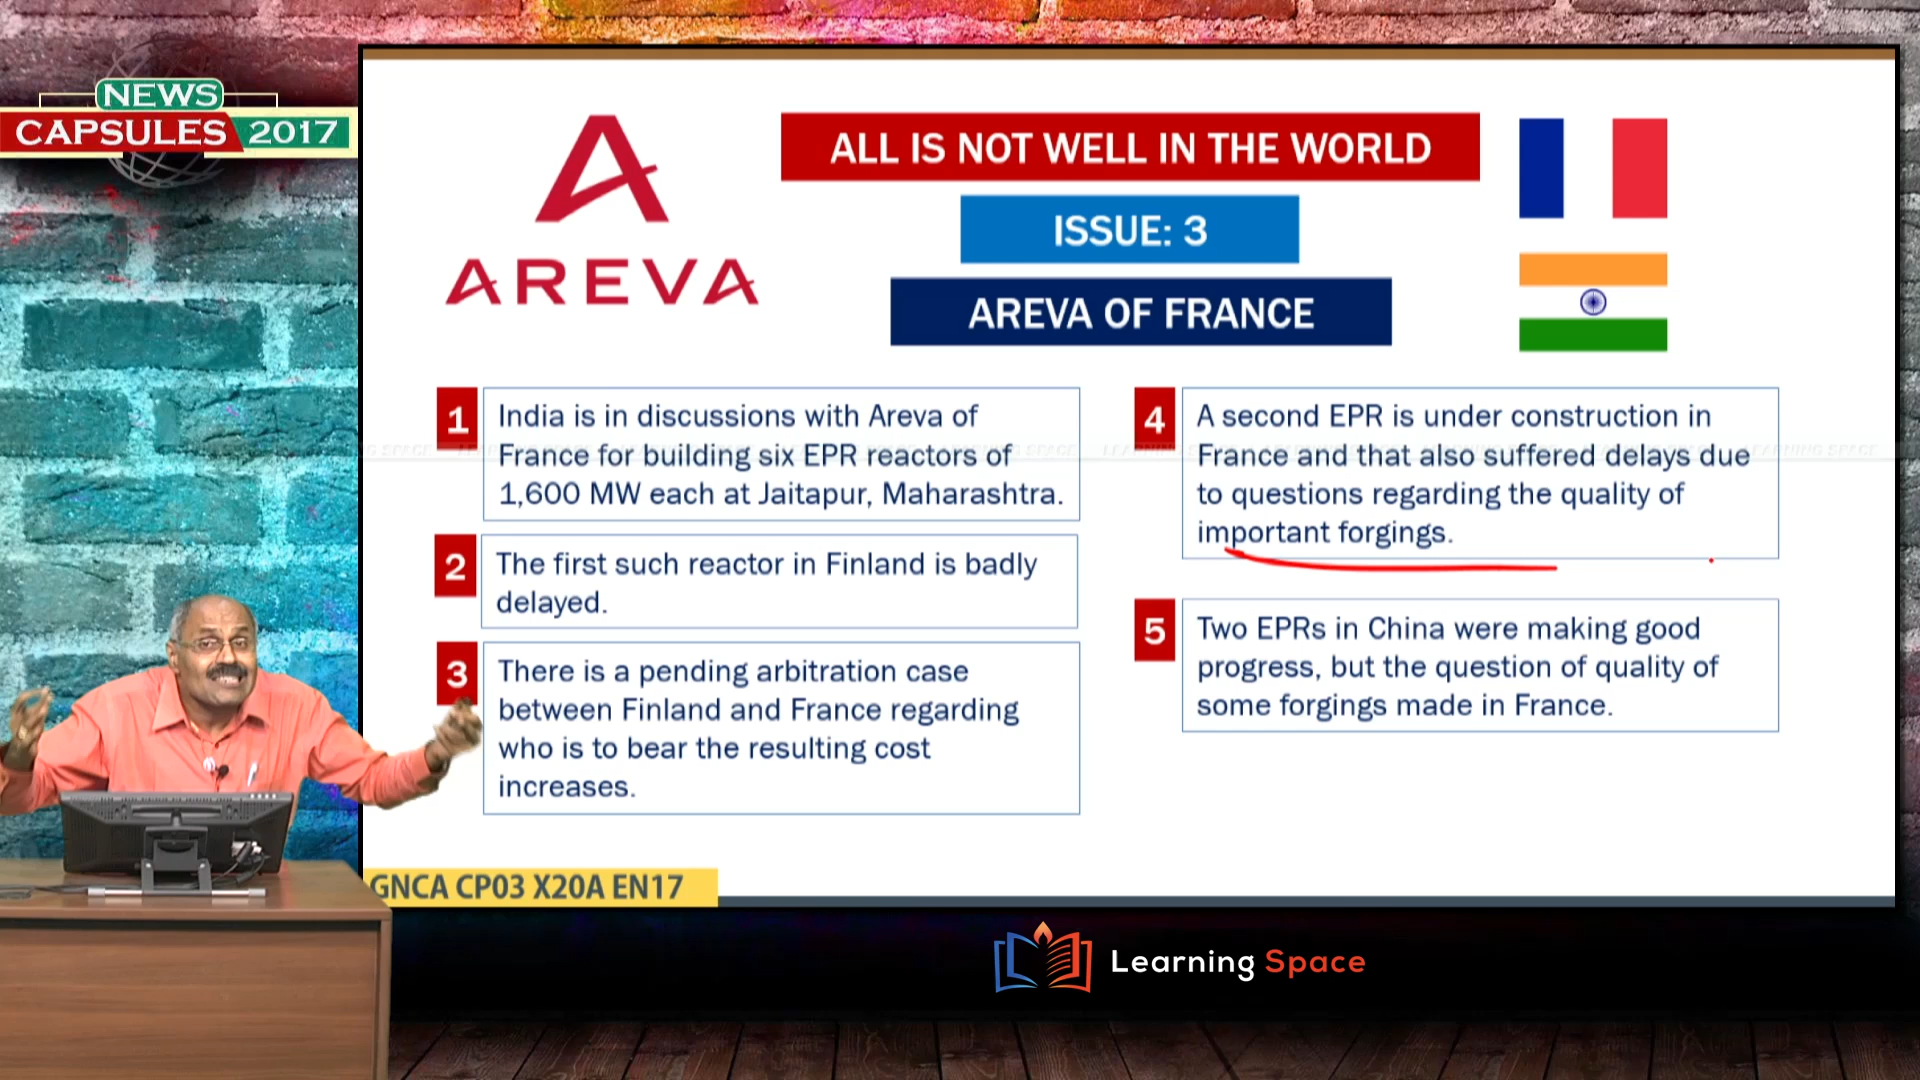 NEWS
CAPSULES 2017
AREVA
ALL IS NOT WELL IN THE WORLD
ISSUE: 3
AREVA OF FRANCE
1
India is in discussions with Areva of
France for building six EPR reactors of
1,600 MW each at Jaitapur, Maharashtra.
2
The first such reactor in Finland is badly
delayed.
3
There is a pending arbitration case
between Finland and France regarding
who is to bear the resulting cost
increases.
4
A second EPR is under construction in
France and that also suffered delays due
to questions regarding the quality of
important forgings.
5
Two EPRs in China were making good
progress, but the question of quality of
some forgings made in France.
GNCA CP03 X20A EN17
Learning Space